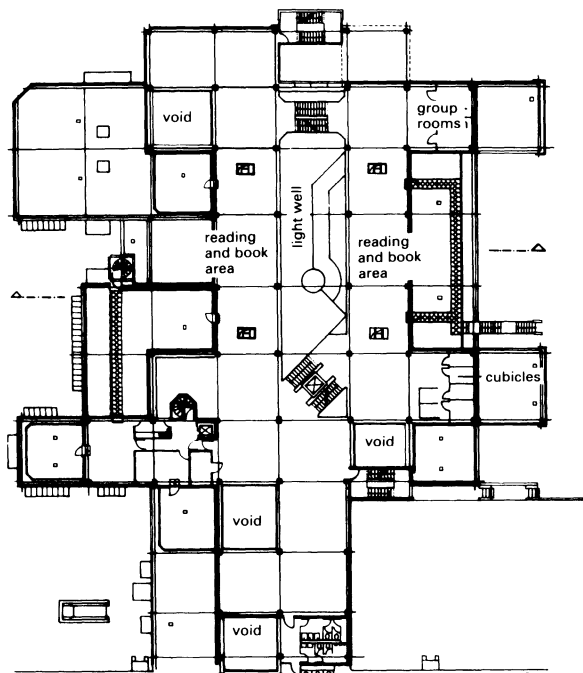 void
group
rooms
light well
reading
and book
area
reading
and book
area
cubicles
void
void
void